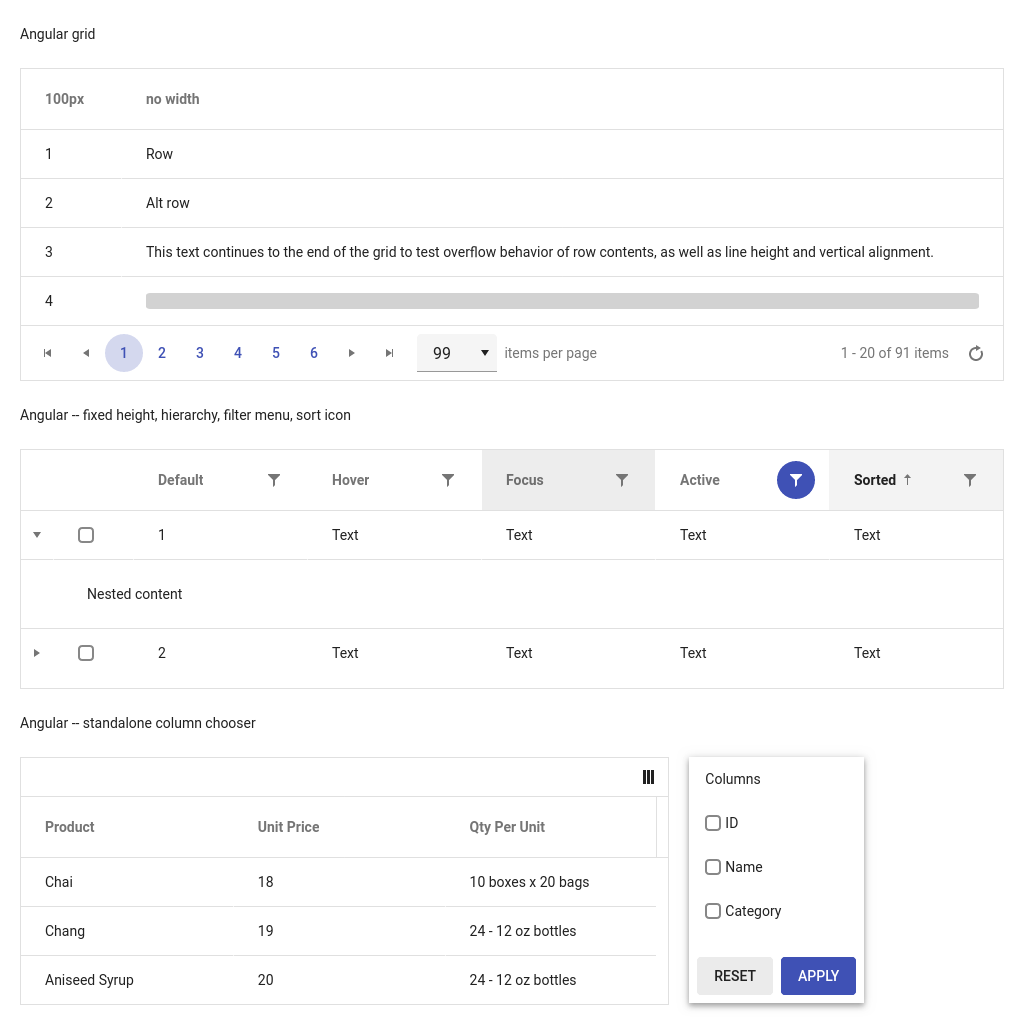 Angular grid
100px no width
1 Row
2 Alt row
3 This text continues to the end of the grid to test overflow behavior of row contents, as well as line height and vertical alignment.
4
1 2 3 4 5 6 99 items per page 1 - 20 of 91 items
Angular -- fixed height, hierarchy, filter menu, sort icon
Default Hover Focus Active Sorted
1 Text Text Text Text
Nested content
2 Text Text Text Text
Angular -- standalone column chooser
Product Unit Price Qty Per Unit
Chai 18 10 boxes x 20 bags
Chang 19 24 - 12 oz bottles
Aniseed Syrup 20 24 - 12 oz bottles
Columns
ID
Name
Category
RESET APPLY